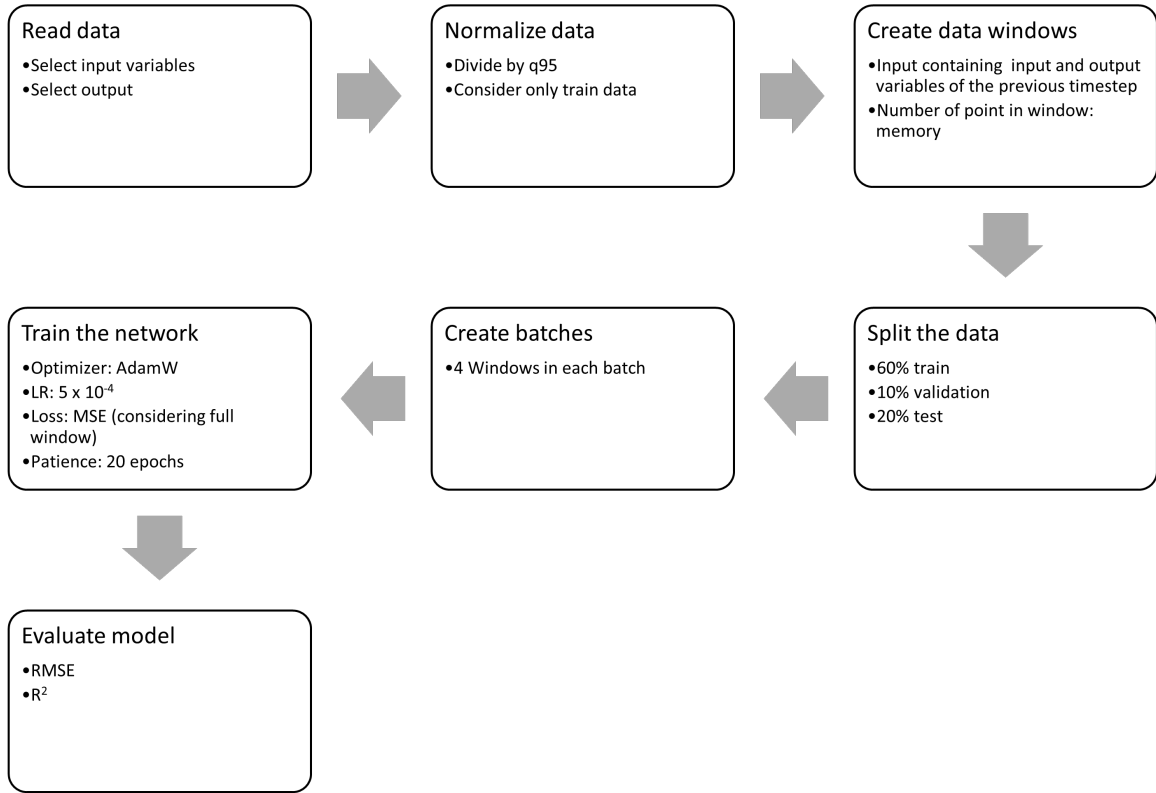 Read data
•Select input variables
•Select output
Normalize data
•Divide by q95
•Consider only train data
Create data windows
•Input containing input and output
variables of the previous timestep
•Number of point in window:
memory
Split the data
•60% train
•10% validation
•20% test
Create batches
•4 Windows in each batch
Train the network
•Optimizer: AdamW
•LR: 5 x 10⁻⁴
•Loss: MSE (considering full
window)
•Patience: 20 epochs
Evaluate model
•RMSE
•R²